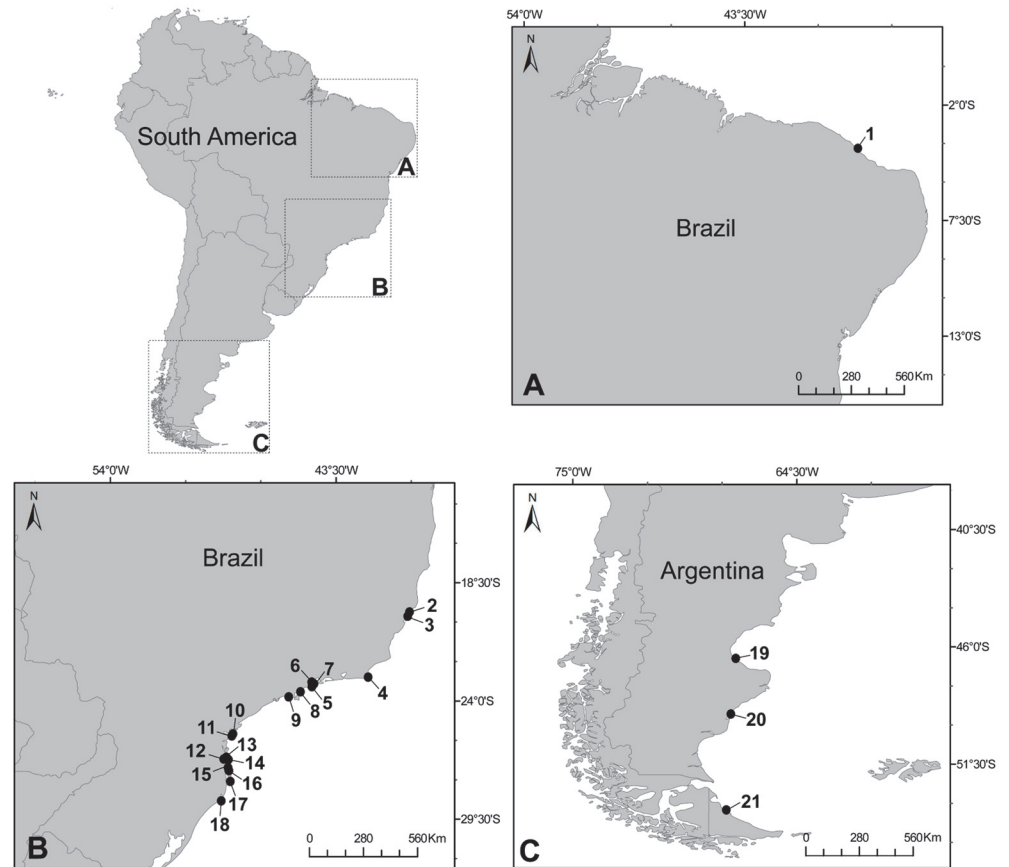 South America
A
B
C
54°0'W 43°30'W
N
2°0'S
1
Brazil
7°30'S
13°0'S
A
0 280 560 Km
54°0'W 43°30'W
N
Brazil
18°30'S
2
3
6 7
4
24°0'S
5
8
9
10
11
12 13
14
15
16
17
18
29°30'S
B
0 280 560 Km
75°0'W 64°30'W
N
40°30'S
Argentina
19
46°0'S
20
51°30'S
21
C
0 280 560 Km